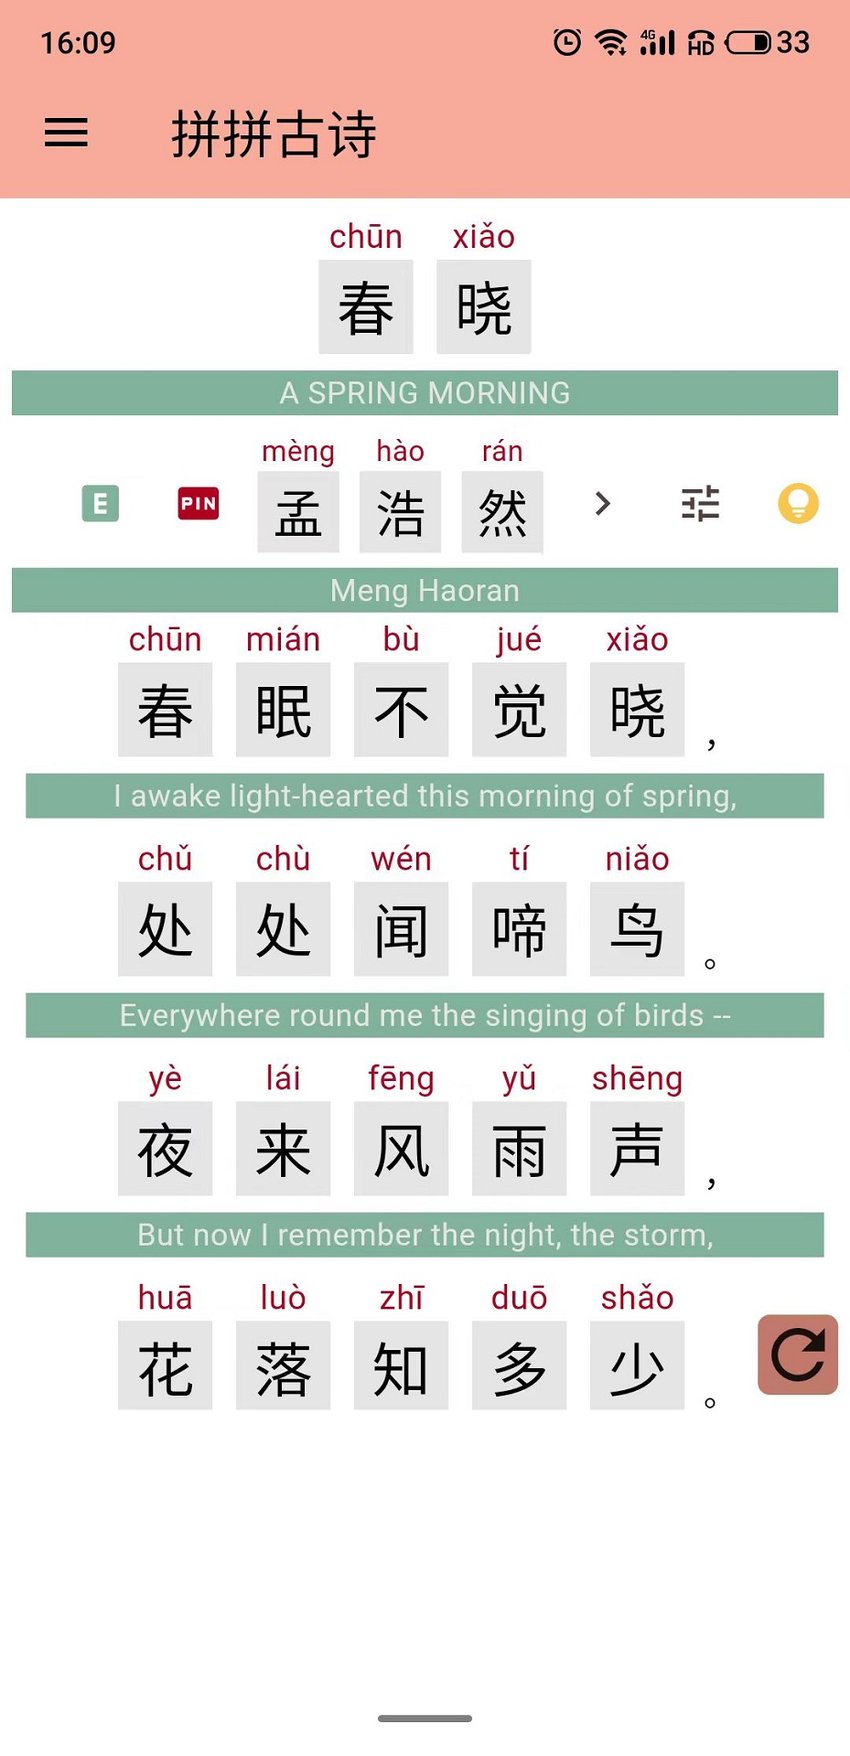 16:09 4G HD 33
拼拼古诗
chūn xiǎo
春晓
A SPRING MORNING
mèng hào rán
E PIN 孟浩然 >
Meng Haoran
chūn mián bù jué xiǎo
春眠不觉晓，
I awake light-hearted this morning of spring,
chǔ chù wén tí niǎo
处处闻啼鸟。
Everywhere round me the singing of birds --
yè lái fēng yǔ shēng
夜来风雨声，
But now I remember the night, the storm,
huā luò zhī duō shǎo
花落知多少。